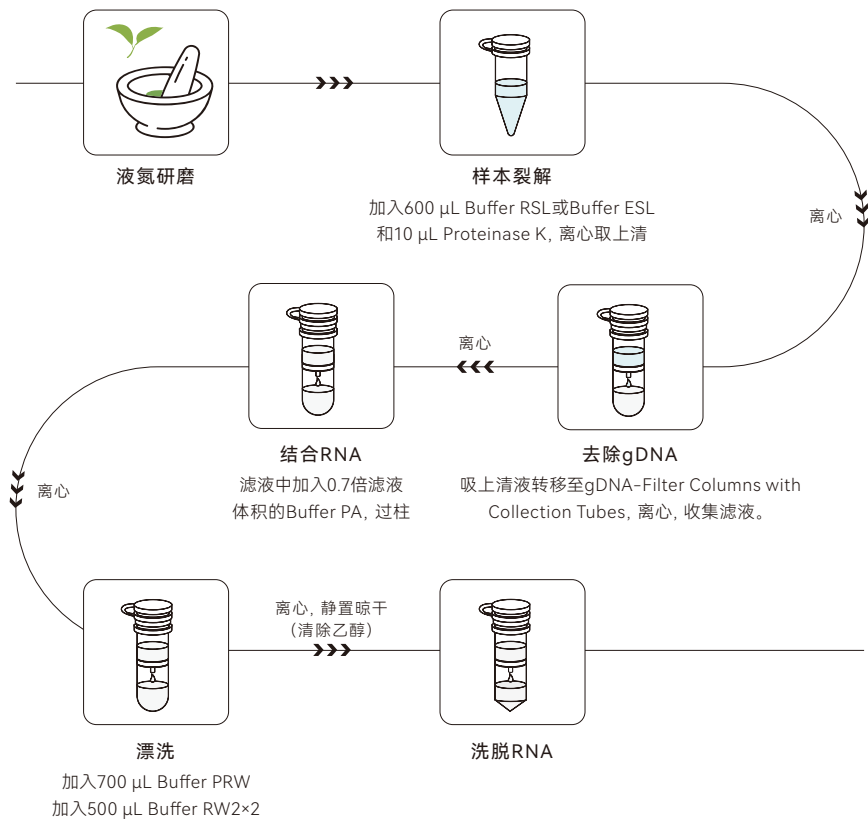 液氮研磨
样本裂解
加入600 μL Buffer RSL或Buffer ESL
和10 μL Proteinase K, 离心取上清
离心
去除gDNA
吸上清液转移至gDNA-Filter Columns with
Collection Tubes, 离心, 收集滤液。
离心
结合RNA
滤液中加入0.7倍滤液
体积的Buffer PA, 过柱
离心
漂洗
加入700 μL Buffer PRW
加入500 μL Buffer RW2×2
离心, 静置晾干
（清除乙醇）
洗脱RNA